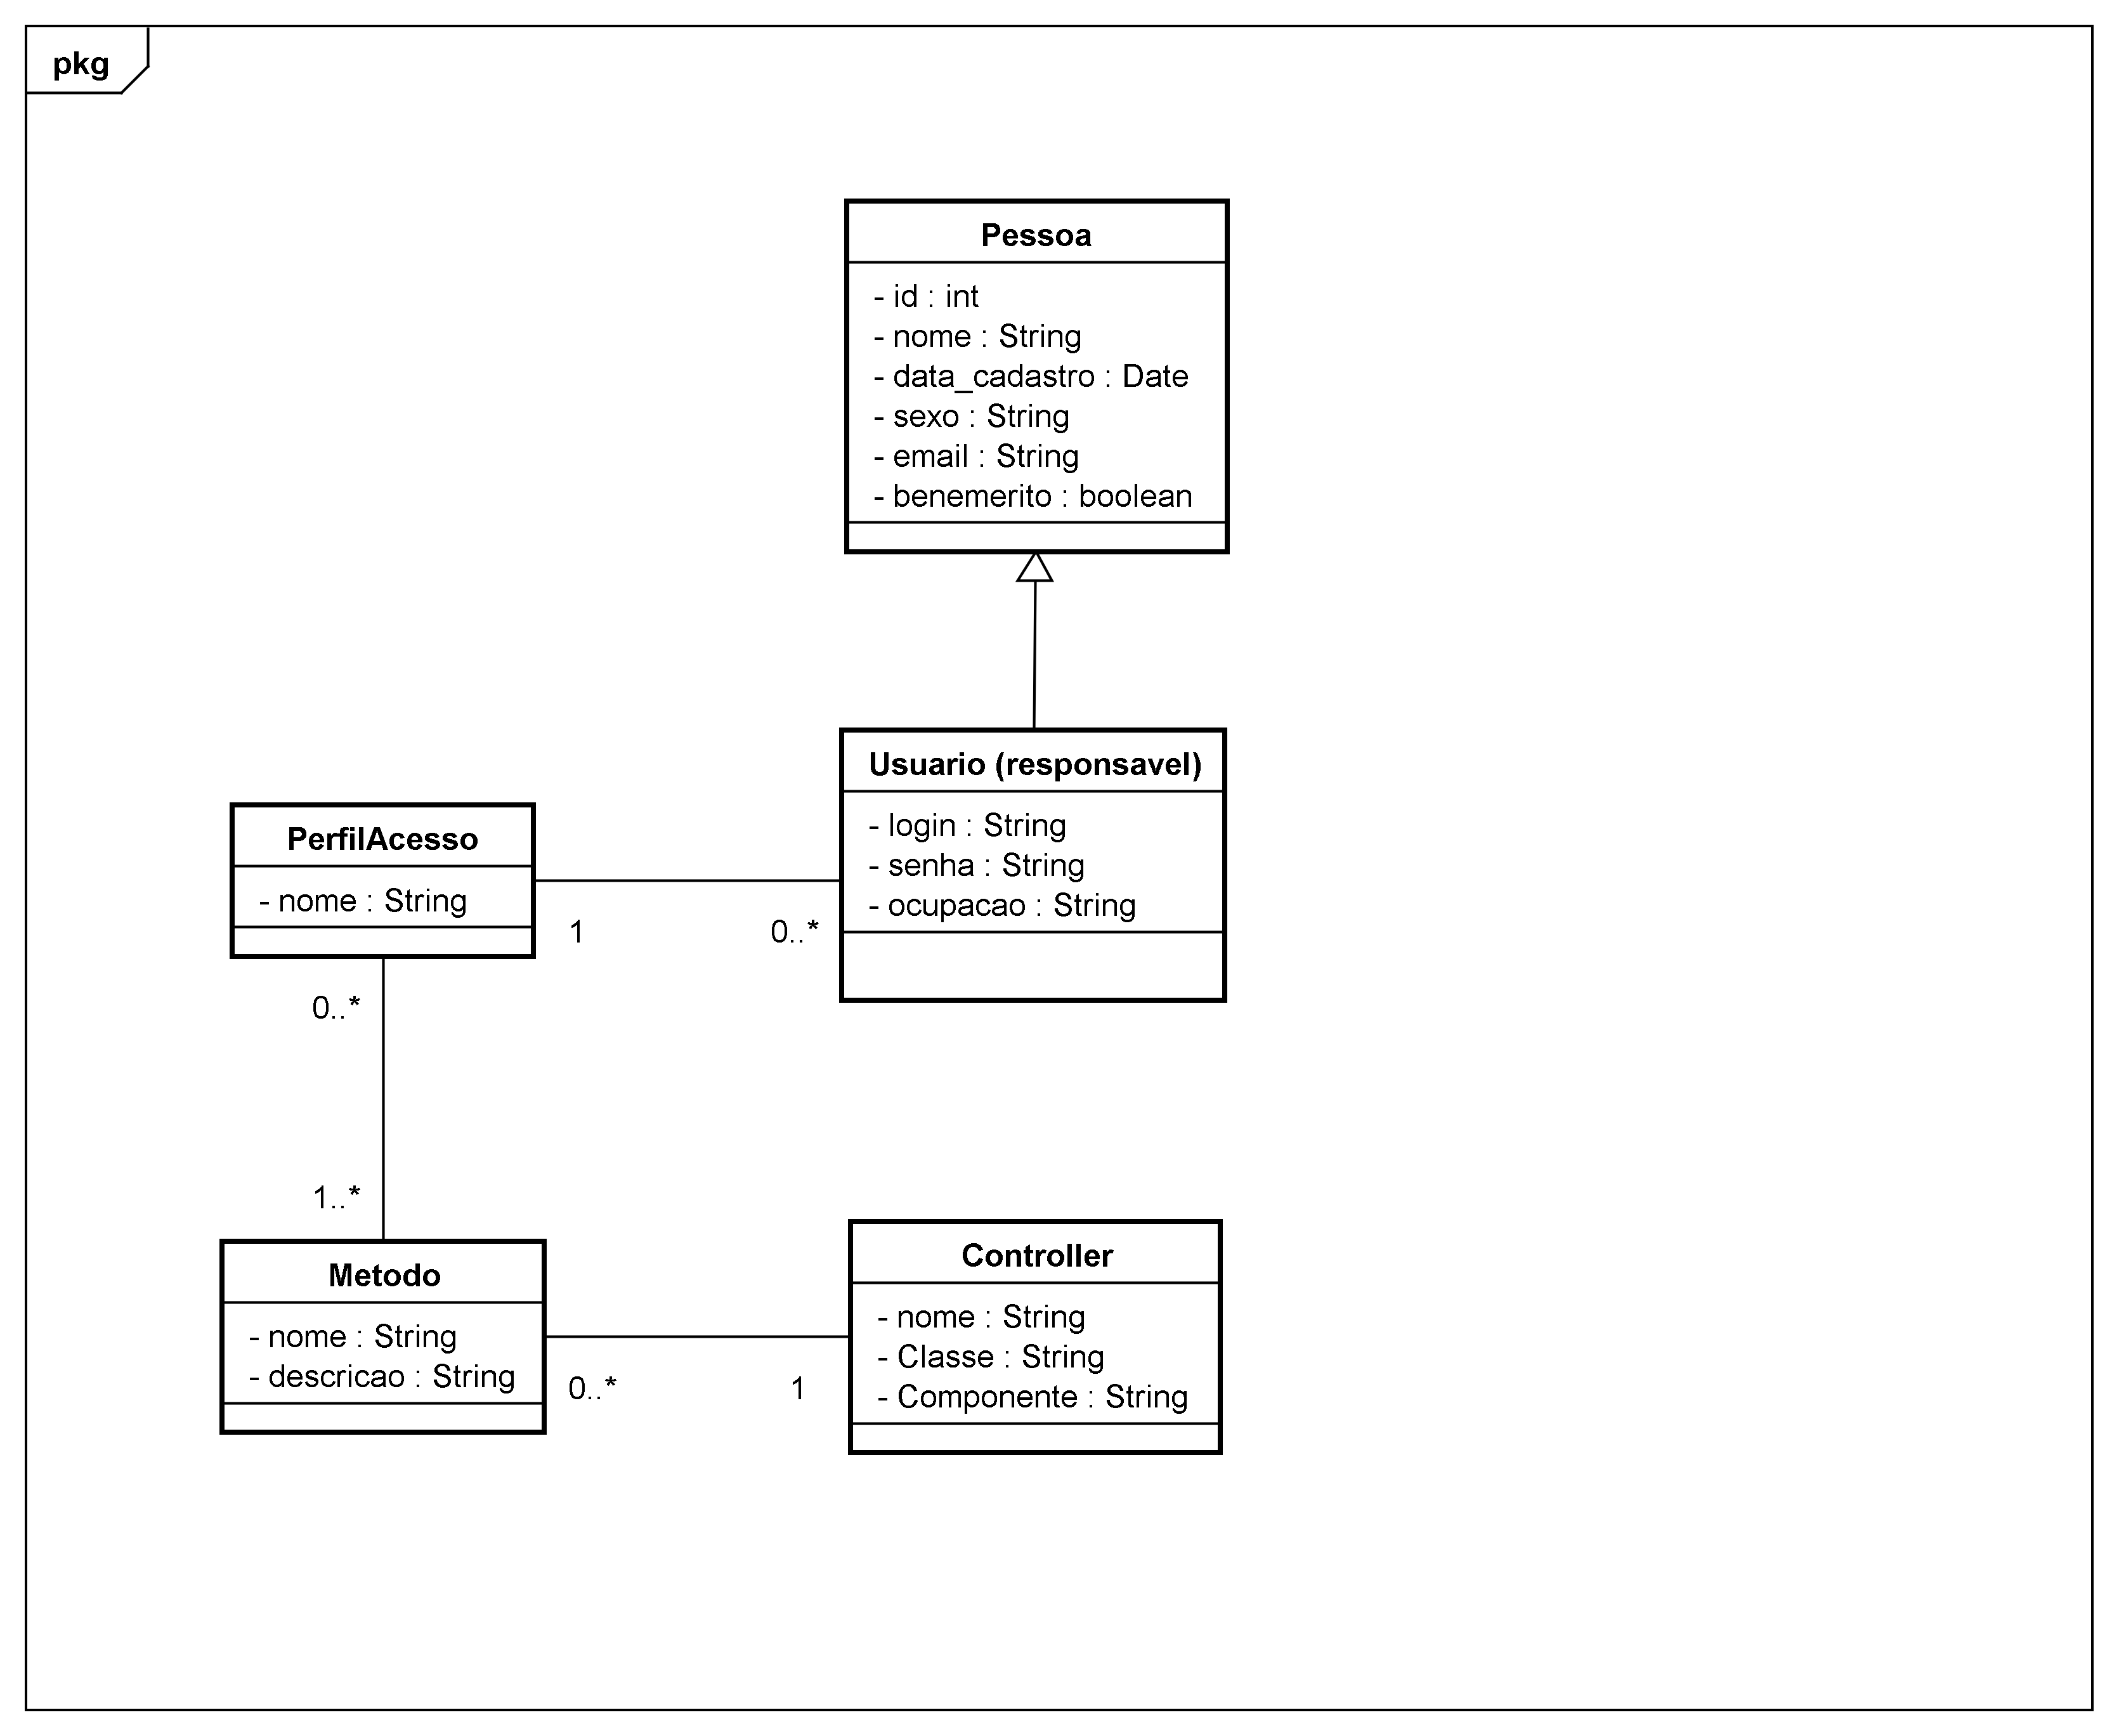 pkg
Pessoa
- id : int
- nome : String
- data_cadastro : Date
- sexo : String
- email : String
- benemerito : boolean
Usuario (responsavel)
- login : String
- senha : String
- ocupacao : String
PerfilAcesso
- nome : String
1
0..*
0..*
1..*
Metodo
- nome : String
- descricao : String
0..*
1
Controller
- nome : String
- Classe : String
- Componente : String